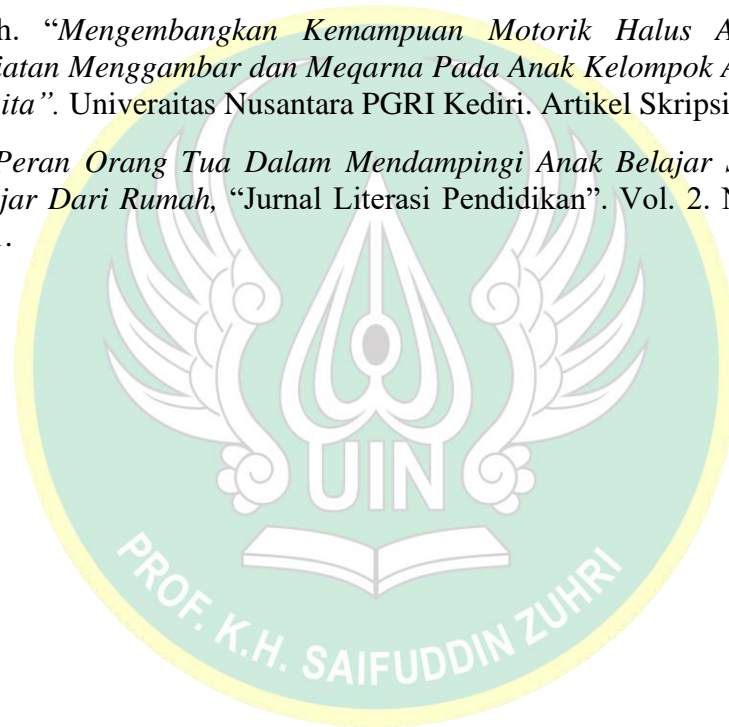 h. “Mengembangkan Kemampuan Motorik Halus A
iatan Menggambar dan Meqarna Pada Anak Kelompok A
ita”. Univeraitas Nusantara PGRI Kediri. Artikel Skripsi
Peran Orang Tua Dalam Mendampingi Anak Belajar S
jar Dari Rumah, “Jurnal Literasi Pendidikan”. Vol. 2. N
.
UIN
PROF. K.H. SAIFUDDIN ZUHRI